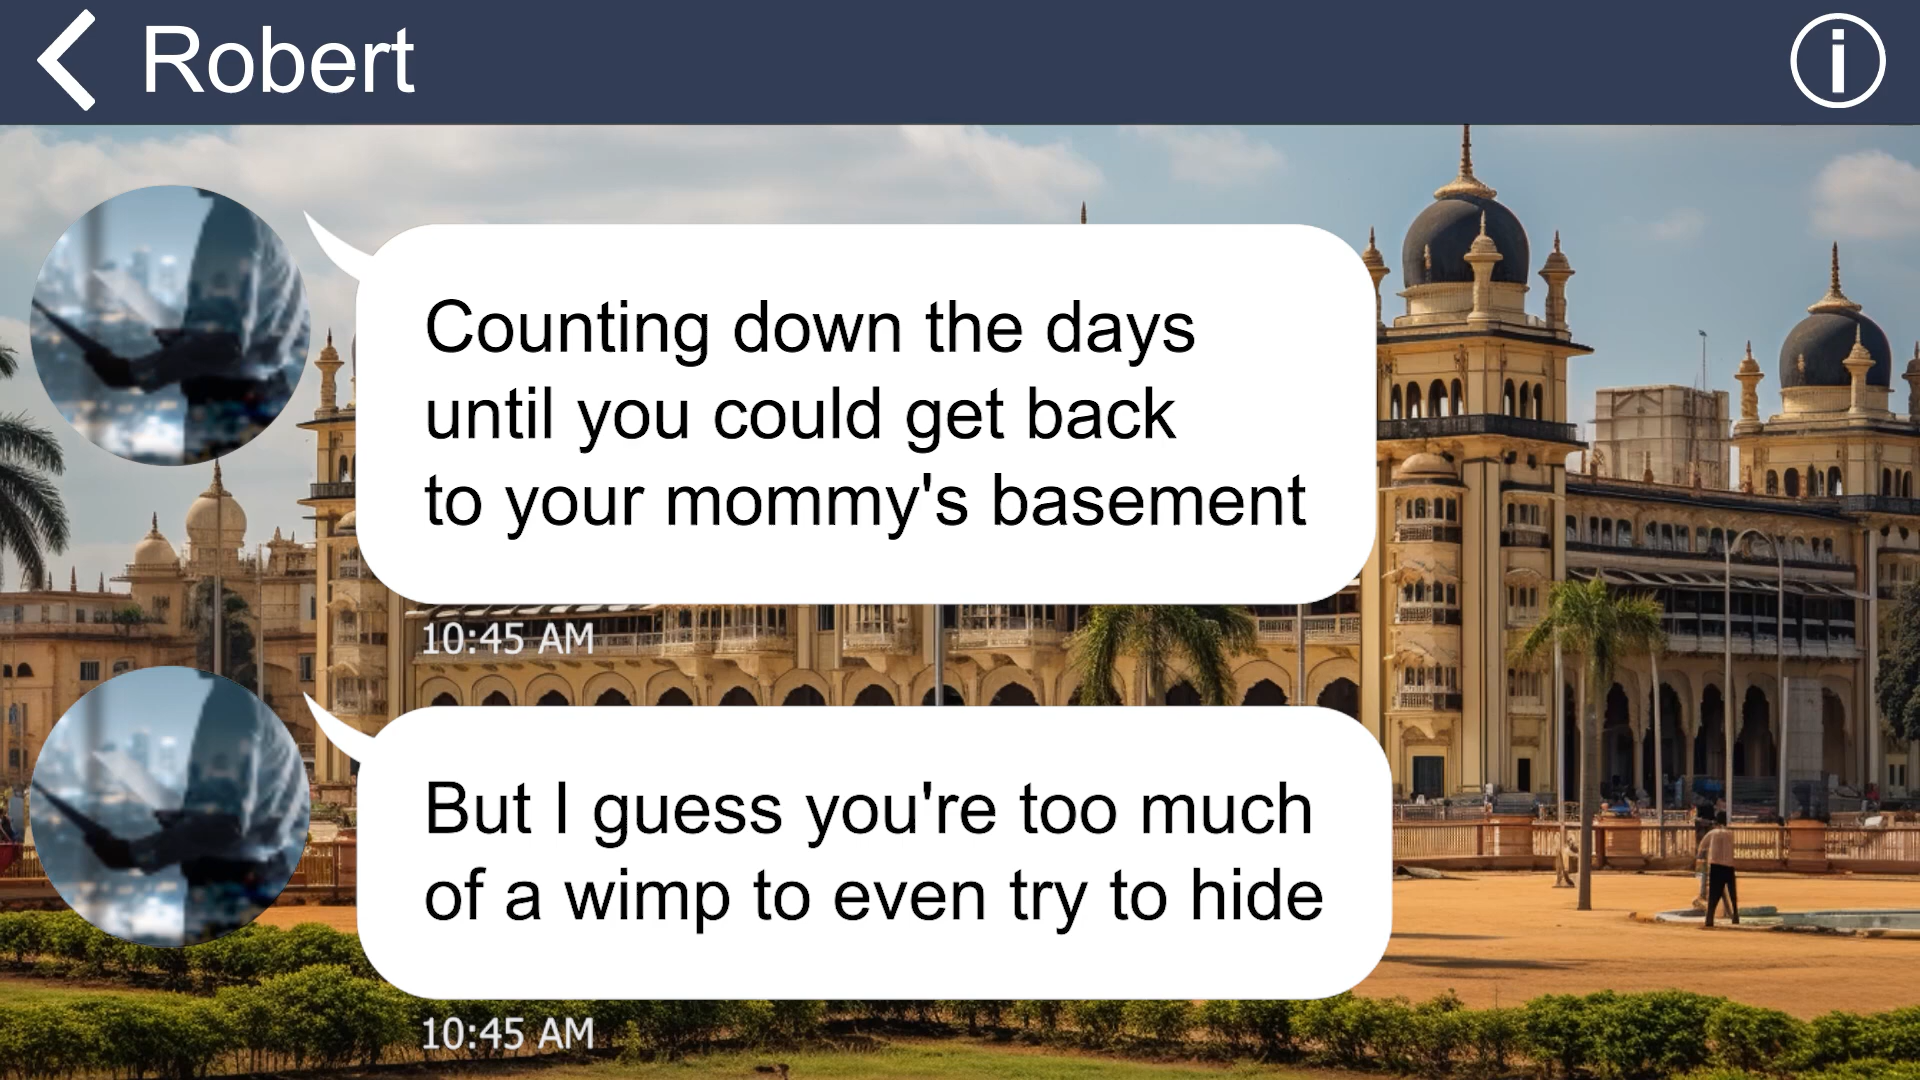 Robert
Counting down the days
until you could get back
to your mommy's basement
10:45 AM
But I guess you're too much
of a wimp to even try to hide
10:45 AM